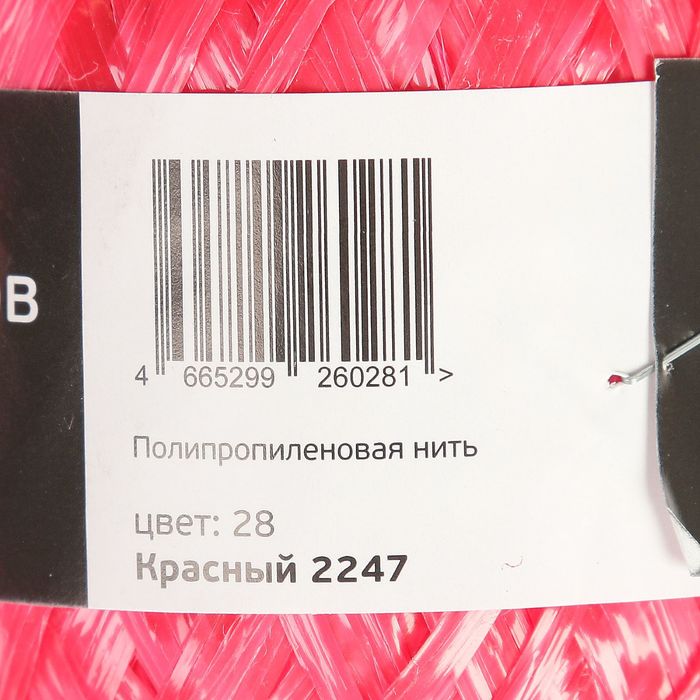 4 665299 260281 >
Полипропиленовая нить
цвет: 28
Красный 2247